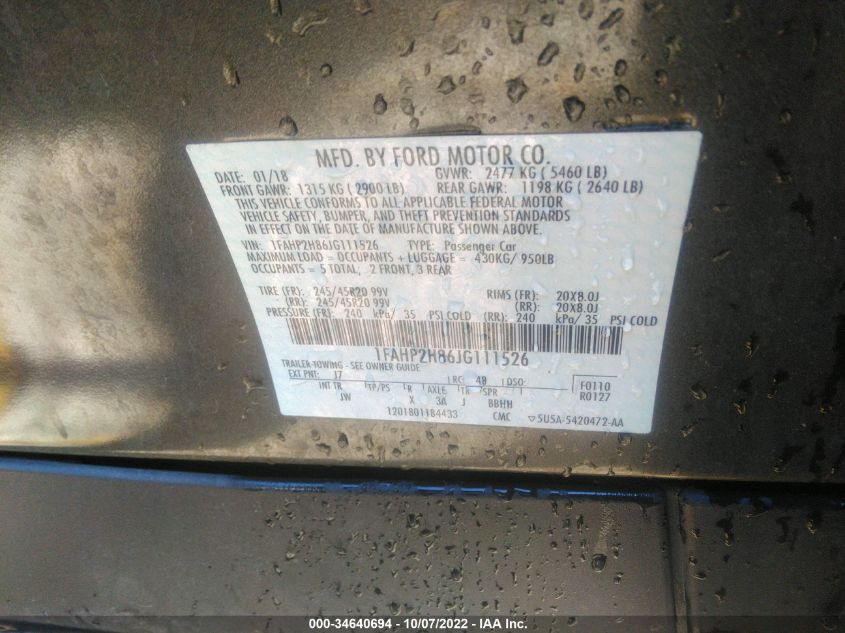 MFD. BY FORD MOTOR CO.
DATE: 01/18 GVWR: 2477 KG ( 5460 LB)
FRONT GAWR: 1315 KG ( 2900 LB) REAR GAWR: 1198 KG ( 2640 LB)
THIS VEHICLE CONFORMS TO ALL APPLICABLE FEDERAL MOTOR
VEHICLE SAFETY, BUMPER, AND THEFT PREVENTION STANDARDS
IN EFFECT ON THE DATE OF MANUFACTURE SHOWN ABOVE.
VIN: 1FAHP2H86JG111526 TYPE: Passenger Car
MAXIMUM LOAD = OCCUPANTS + LUGGAGE = 430KG/ 950LB
OCCUPANTS = 5 TOTAL, 2 FRONT, 3 REAR
TIRE (FR): 245/45R20 99V RIMS (FR): 20X8.0J
(RR): 245/45R20 99V (RR): 20X8.0J
PRESSURE (FR): 240 kPa/ 35 PSI COLD (RR): 240 kPa/ 35 PSI COLD
1FAHP2H86JG111526
TRAILER TOWING - SEE OWNER GUIDE
EXT PNT: J7 RC: 48 DSO: F0110
INT TR TP/PS R AXLE TR SPR R0127
JW X 3A J BBHH
1201801184433 CMC 5U5A-5420472-AA
000-34640694 - 10/07/2022 - IAA Inc.